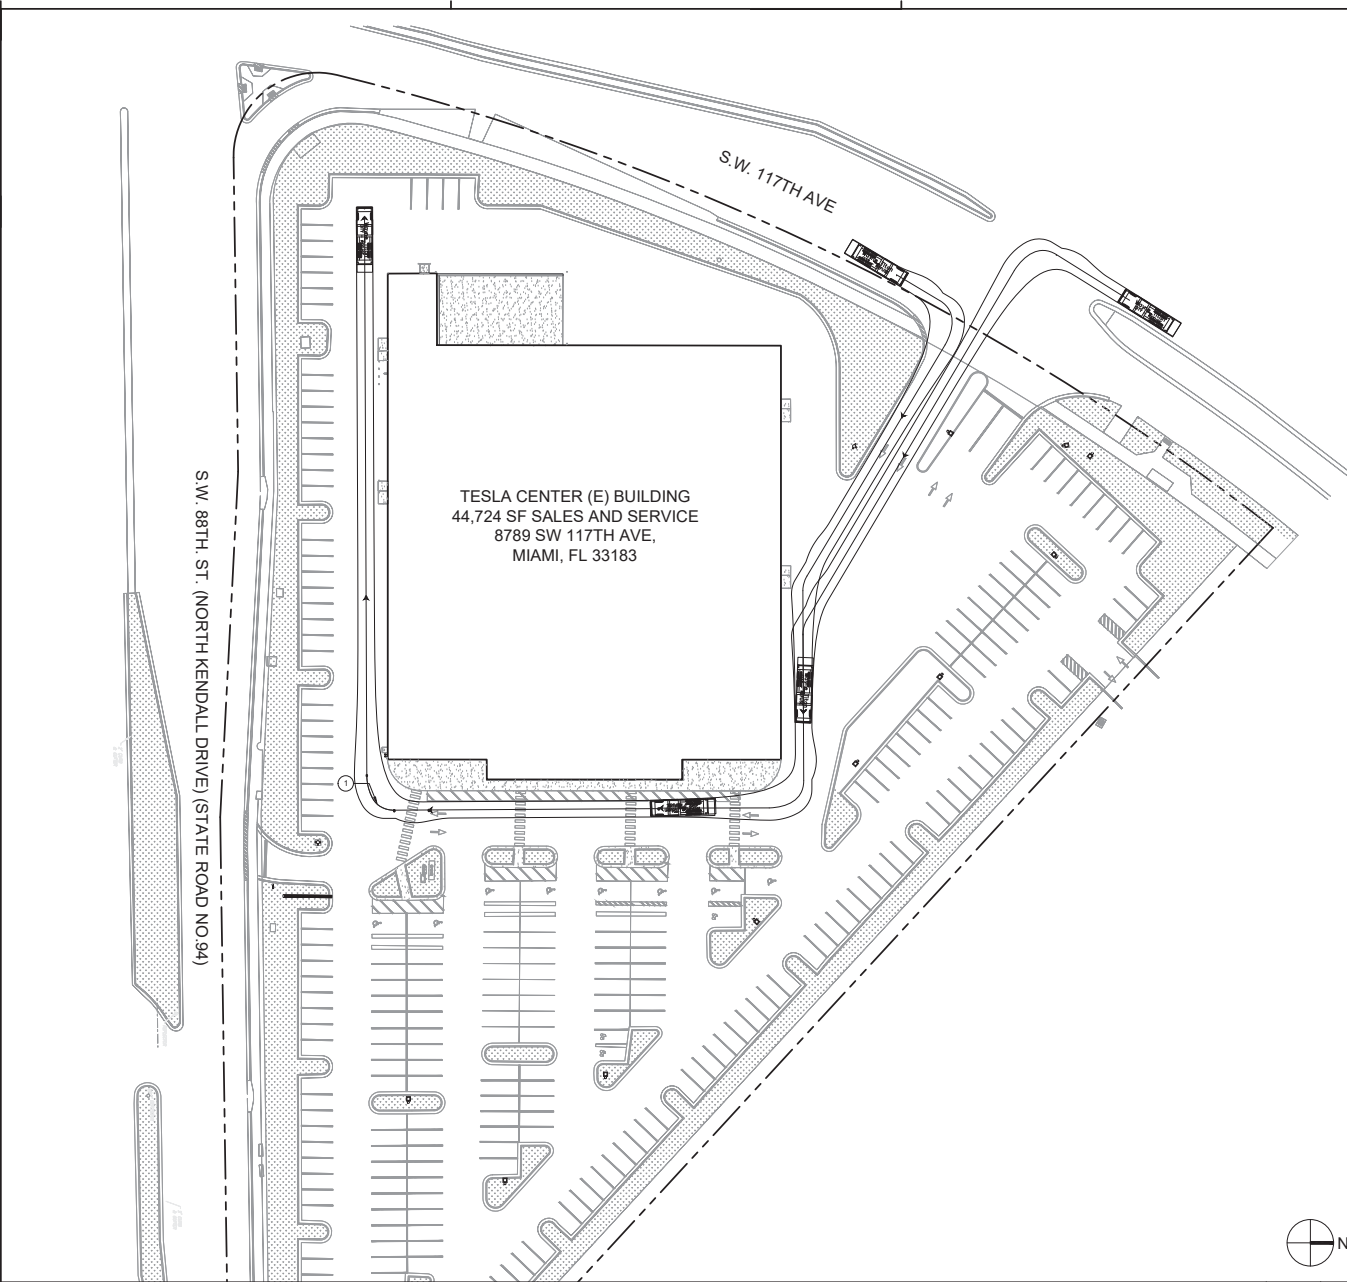 S.W. 117TH AVE
TESLA CENTER (E) BUILDING
44,724 SF SALES AND SERVICE
8789 SW 117TH AVE,
MIAMI, FL 33183
S.W. 88TH. ST. (NORTH KENDALL DRIVE) (STATE ROAD NO.94)
1
N